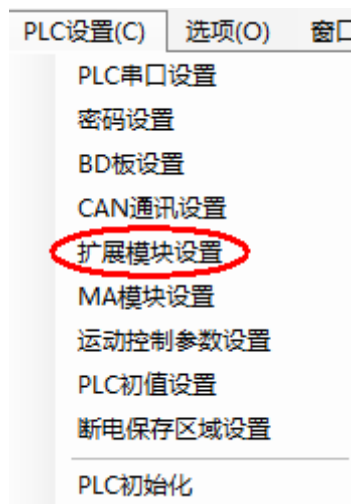 PLC设置(C) 选项(O) 窗口
PLC串口设置
密码设置
BD板设置
CAN通讯设置
扩展模块设置
MA模块设置
运动控制参数设置
PLC初值设置
断电保存区域设置
PLC初始化